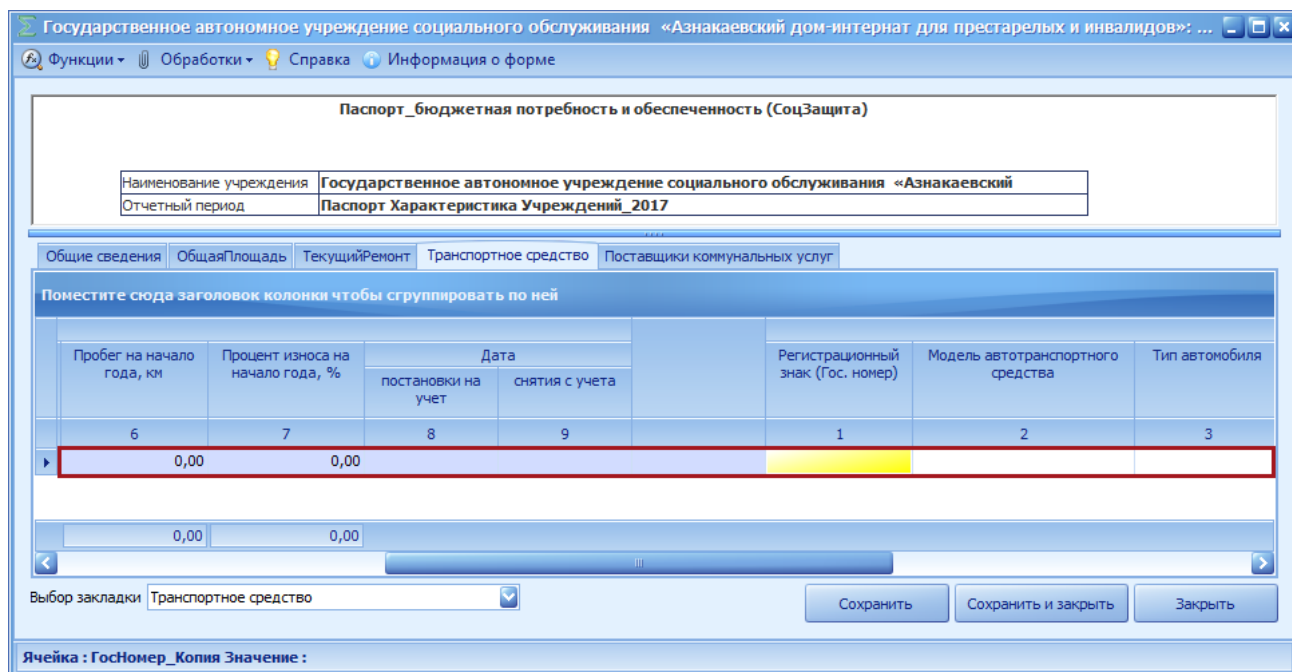 Государственное автономное учреждение социального обслуживания «Азнакаевский дом-интернат для престарелых и инвалидов»: ...
Функции Обработки Справка Информация о форме
Паспорт_бюджетная потребность и обеспеченность (СоцЗащита)
Наименование учреждения Государственное автономное учреждение социального обслуживания «Азнакаевский
Отчетный период Паспорт Характеристика Учреждений_2017
Общие сведения ОбщаяПлощадь ТекущийРемонт Транспортное средство Поставщики коммунальных услуг
Поместите сюда заголовок колонки чтобы сгруппировать по ней
Пробег на начало года, км
Процент износа на начало года, %
Дата
постановки на учет
снятия с учета
Регистрационный знак (Гос. номер)
Модель автотранспортного средства
Тип автомобиля
6 7 8 9 1 2 3
0,00 0,00
0,00 0,00
Выбор закладки Транспортное средство
Сохранить Сохранить и закрыть Закрыть
Ячейка : ГосНомер_Копия Значение :